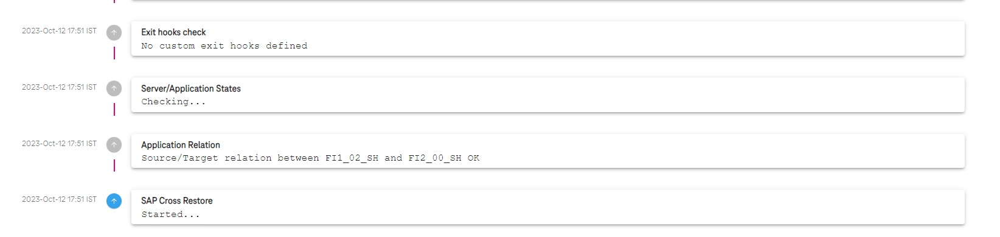 2023-Oct-12 17:51 IST
Exit hooks check
No custom exit hooks defined
2023-Oct-12 17:51 IST
Server/Application States
Checking...
2023-Oct-12 17:51 IST
Application Relation
Source/Target relation between FI1_02_SH and FI2_00_SH OK
2023-Oct-12 17:51 IST
SAP Cross Restore
Started...